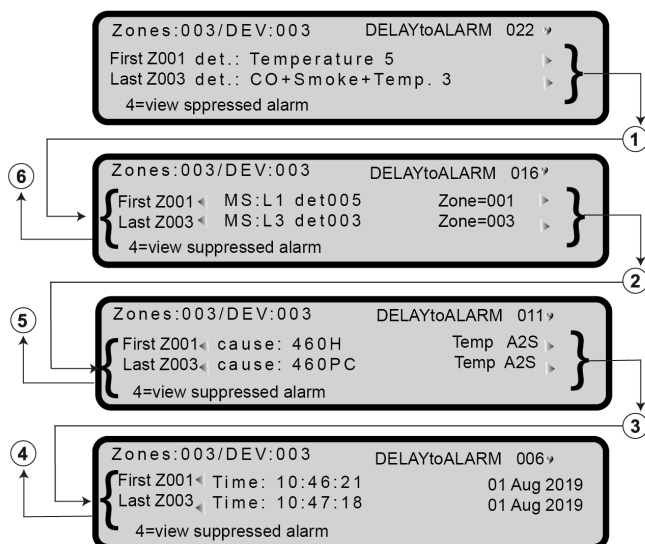 Zones:003/DEV:003 DELAYtoALARM 022
First Z001 det.: Temperature 5
Last Z003 det.: CO+Smoke+Temp. 3
4=view sppressed alarm
1
6
Zones:003/DEV:003 DELAYtoALARM 016
First Z001 MS:L1 det005 Zone=001
Last Z003 MS:L3 det003 Zone=003
4=view suppressed alarm
2
5
Zones:003/DEV:003 DELAYtoALARM 011
First Z001 cause: 460H Temp A2S
Last Z003 cause: 460PC Temp A2S
4=view suppressed alarm
3
4
Zones:003/DEV:003 DELAYtoALARM 006
First Z001 Time: 10:46:21 01 Aug 2019
Last Z003 Time: 10:47:18 01 Aug 2019
4=view suppressed alarm